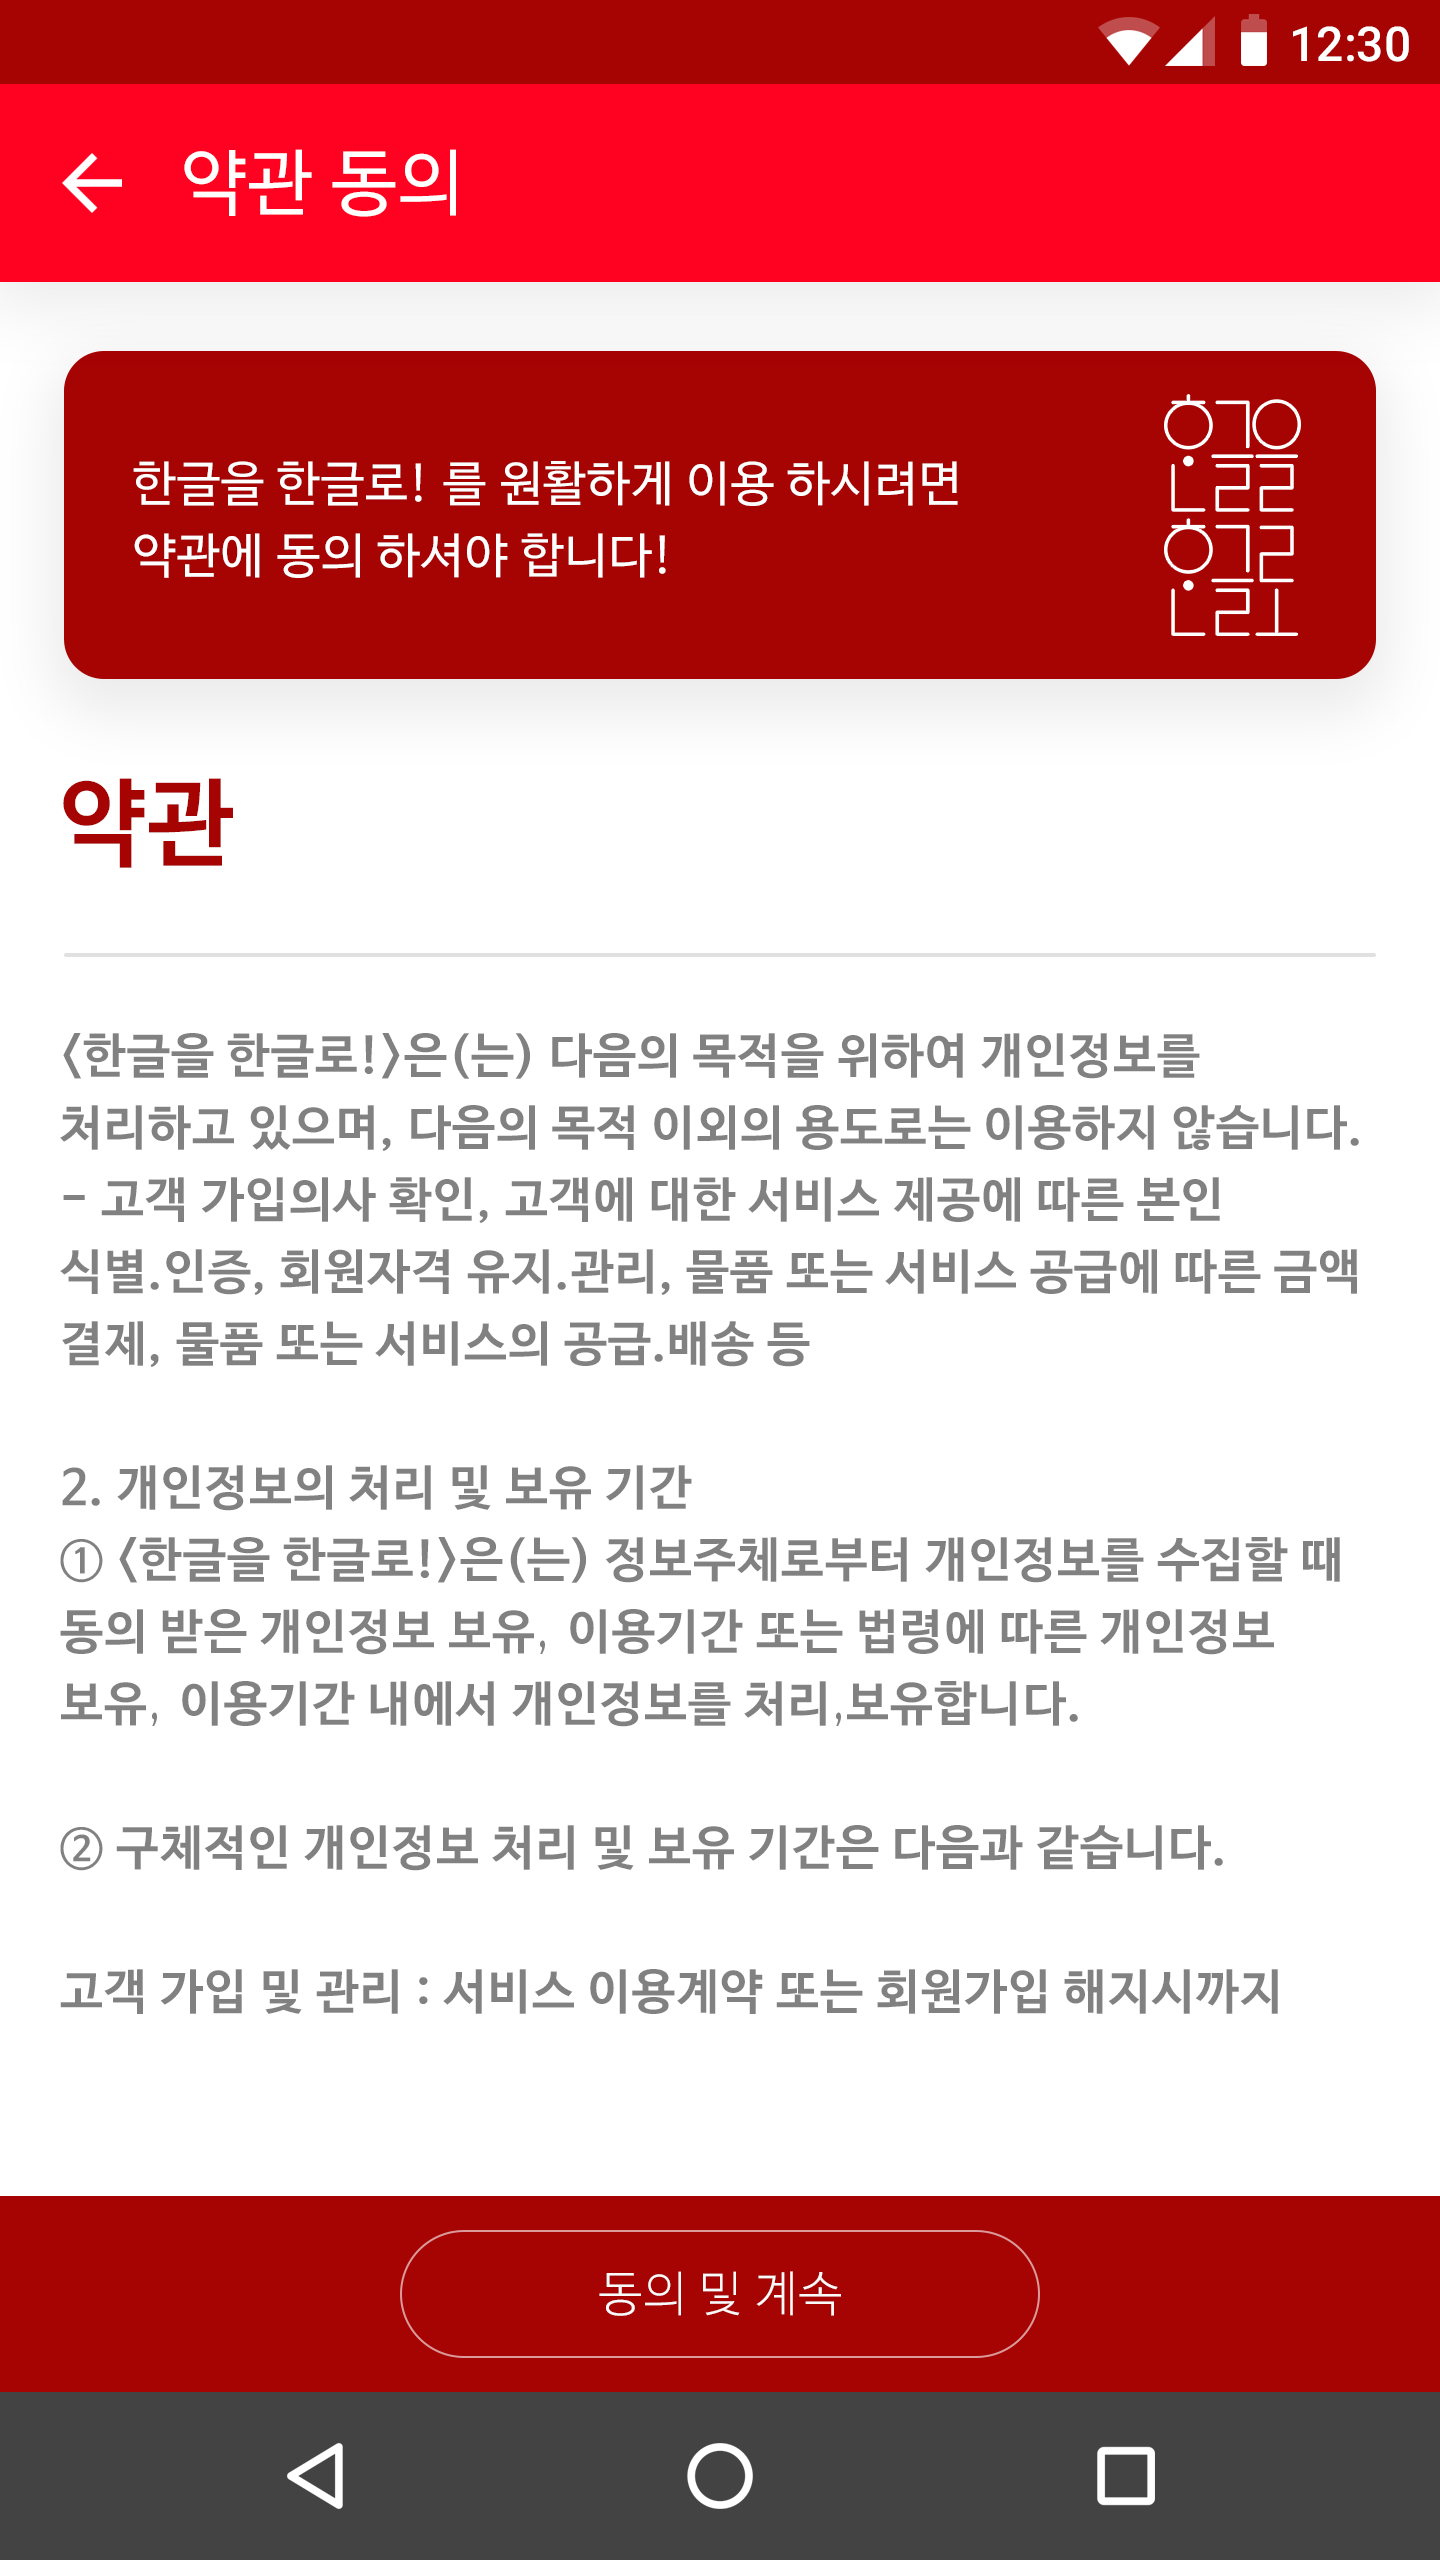 12:30
약관 동의
한글을 한글로! 를 원활하게 이용 하시려면
약관에 동의 하셔야 합니다!
한글을
한글로
약관
〈한글을 한글로!〉은(는) 다음의 목적을 위하여 개인정보를
처리하고 있으며, 다음의 목적 이외의 용도로는 이용하지 않습니다.
- 고객 가입의사 확인, 고객에 대한 서비스 제공에 따른 본인
식별.인증, 회원자격 유지.관리, 물품 또는 서비스 공급에 따른 금액
결제, 물품 또는 서비스의 공급.배송 등
2. 개인정보의 처리 및 보유 기간
① 〈한글을 한글로!〉은(는) 정보주체로부터 개인정보를 수집할 때
동의 받은 개인정보 보유, 이용기간 또는 법령에 따른 개인정보
보유, 이용기간 내에서 개인정보를 처리,보유합니다.
② 구체적인 개인정보 처리 및 보유 기간은 다음과 같습니다.
고객 가입 및 관리 : 서비스 이용계약 또는 회원가입 해지시까지
동의 및 계속